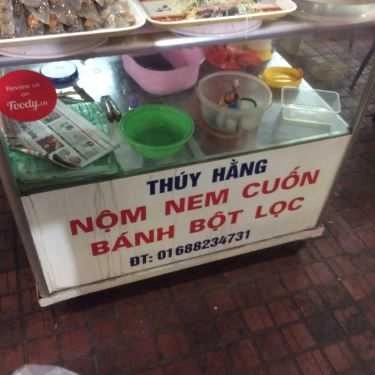 Review us
on
Foody.vn
THÚY HẰNG
NỘM NEM CUỐN
BÁNH BỘT LỌC
ĐT: 01688234731